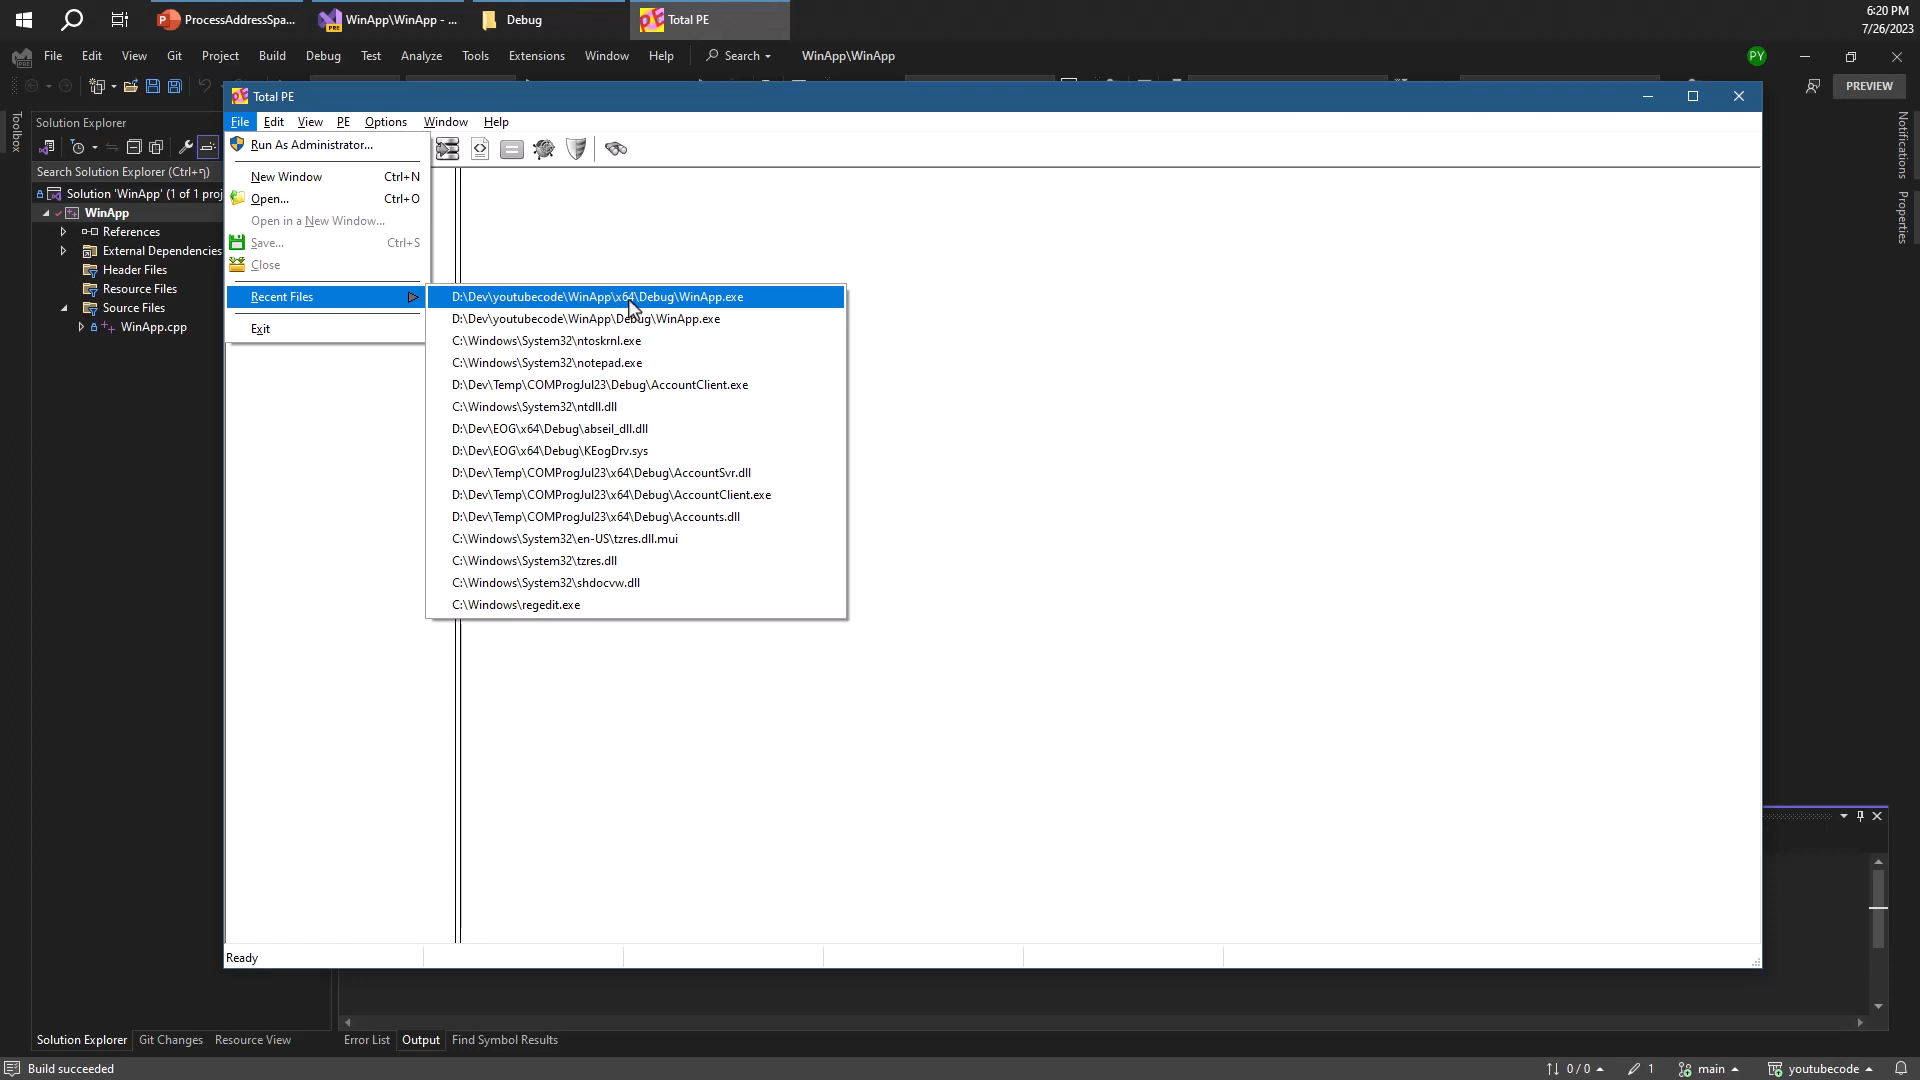 ProcessAddressSpa...
WinApp\WinApp - ...
Debug
Total PE
6:20 PM
7/26/2023
File Edit View Git Project Build Debug Test Analyze Tools Extensions Window Help Search WinApp\WinApp
PY
PREVIEW
Toolbox
Solution Explorer
Search Solution Explorer (Ctrl+ף)
Solution 'WinApp' (1 of 1 proj
WinApp
References
External Dependencies
Header Files
Resource Files
Source Files
WinApp.cpp
Total PE
File Edit View PE Options Window Help
Run As Administrator...
New Window Ctrl+N
Open... Ctrl+O
Open in a New Window...
Save... Ctrl+S
Close
Recent Files
Exit
D:\Dev\youtubecode\WinApp\x64\Debug\WinApp.exe
D:\Dev\youtubecode\WinApp\Debug\WinApp.exe
C:\Windows\System32\ntoskrnl.exe
C:\Windows\System32\notepad.exe
D:\Dev\Temp\COMProgJul23\Debug\AccountClient.exe
C:\Windows\System32\ntdll.dll
D:\Dev\EOG\x64\Debug\abseil_dll.dll
D:\Dev\EOG\x64\Debug\KEogDrv.sys
D:\Dev\Temp\COMProgJul23\x64\Debug\AccountSvr.dll
D:\Dev\Temp\COMProgJul23\x64\Debug\AccountClient.exe
D:\Dev\Temp\COMProgJul23\x64\Debug\Accounts.dll
C:\Windows\System32\en-US\tzres.dll.mui
C:\Windows\System32\tzres.dll
C:\Windows\System32\shdocvw.dll
C:\Windows\regedit.exe
Ready
Notifications
Properties
Solution Explorer Git Changes Resource View
Error List Output Find Symbol Results
Build succeeded
0 / 0
1
main
youtubecode